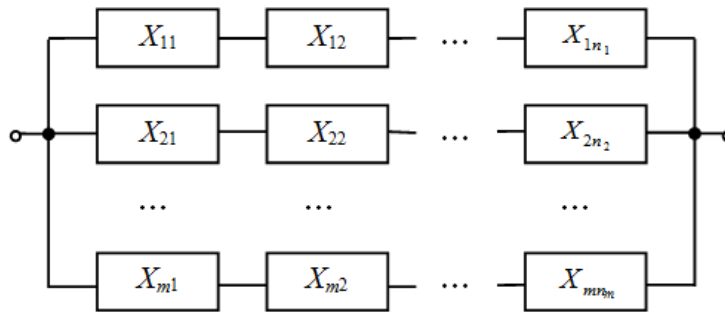 X₁₁ X₁₂ ... X₁ₙ₁
X₂₁ X₂₂ ... X₂ₙ₂
... ... ...
Xₘ₁ Xₘ₂ ... Xₘₙₘ